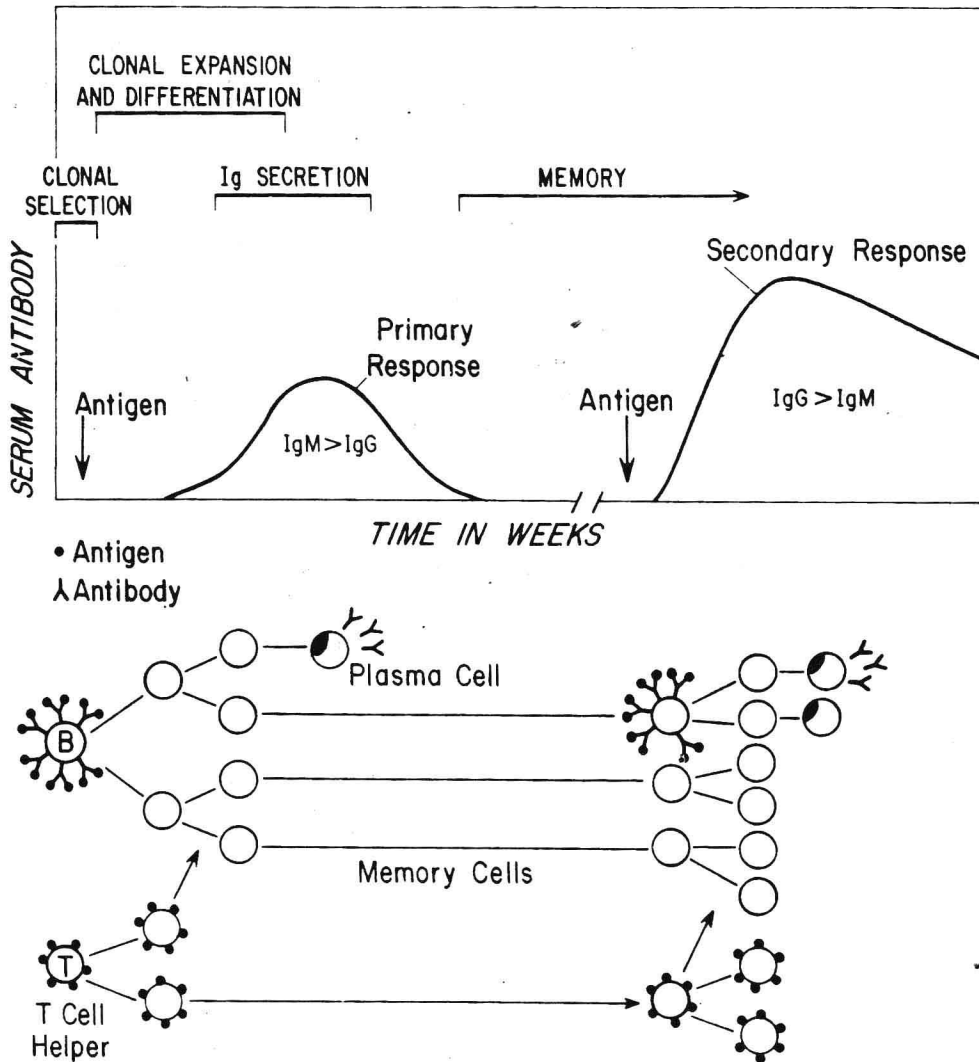 CLONAL EXPANSION
AND DIFFERENTIATION
CLONAL
SELECTION
Ig SECRETION
MEMORY
SERUM ANTIBODY
Antigen
Primary
Response
IgM>IgG
Antigen
Secondary Response
IgG>IgM
TIME IN WEEKS
• Antigen
Antibody
Plasma Cell
B
Memory Cells
T
T Cell
Helper